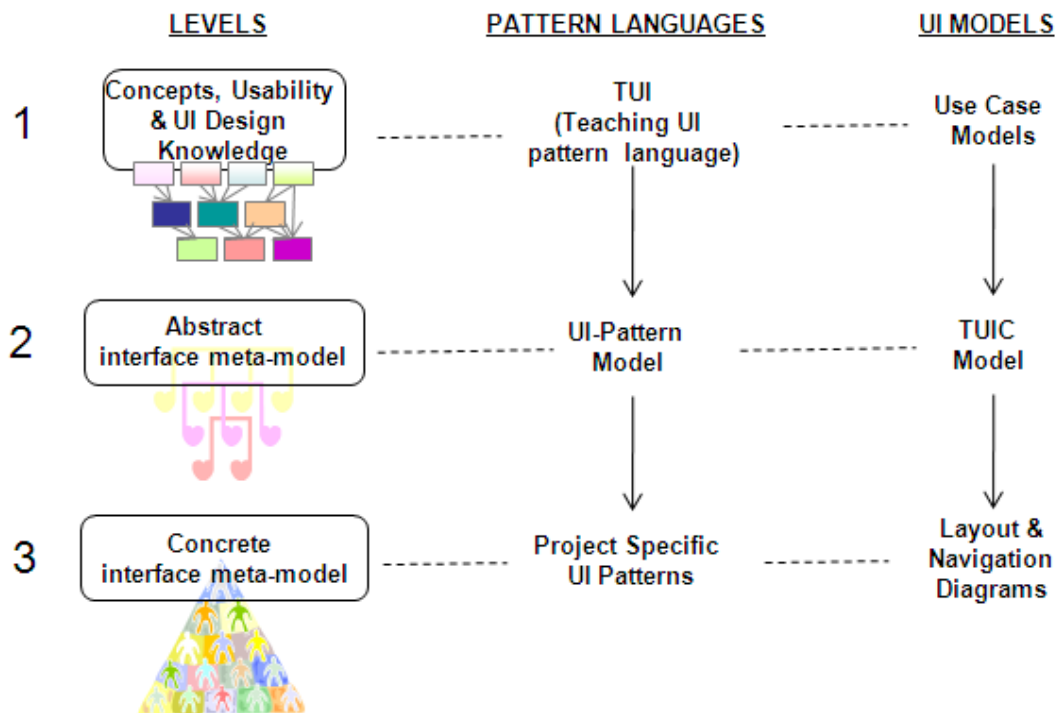 LEVELS
PATTERN LANGUAGES
UI MODELS
1
Concepts, Usability
& UI Design
Knowledge
TUI
(Teaching UI
pattern language)
Use Case
Models
2
Abstract
interface meta-model
UI-Pattern
Model
TUIC
Model
3
Concrete
interface meta-model
Project Specific
UI Patterns
Layout &
Navigation
Diagrams